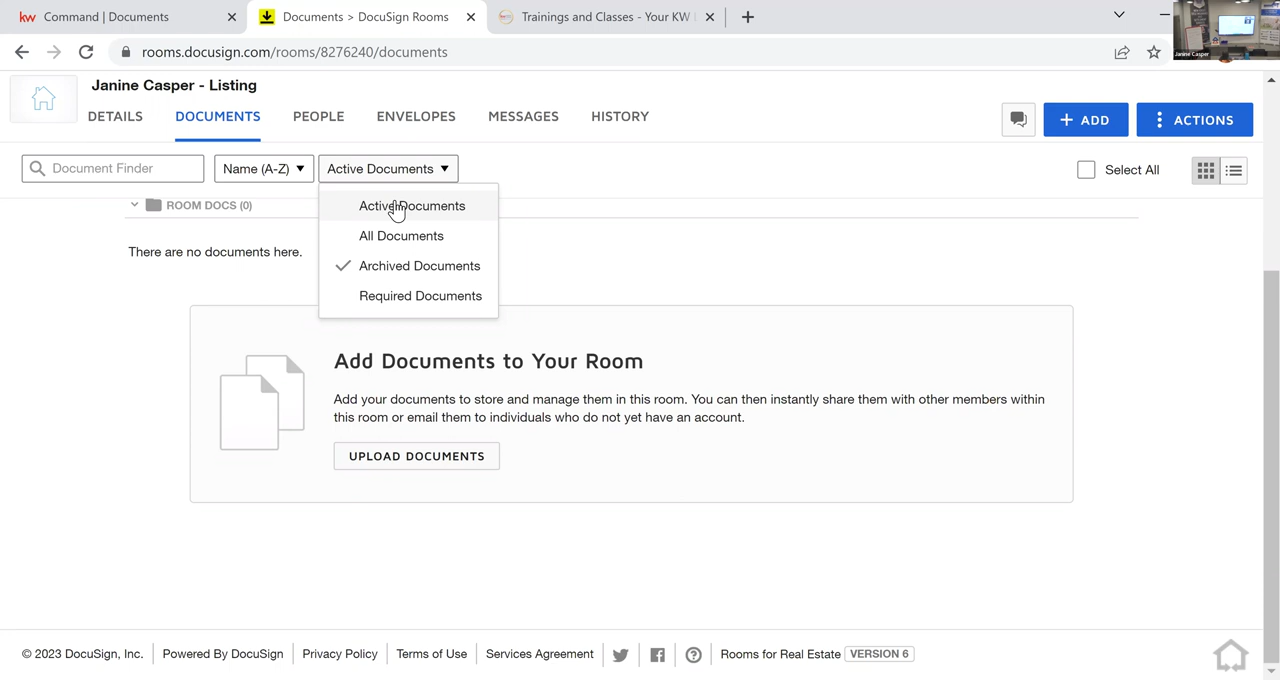 kw Command | Documents
Documents > DocuSign Rooms
Trainings and Classes - Your KW
rooms.docusign.com/rooms/8276240/documents
Janine Casper
Janine Casper - Listing
DETAILS
DOCUMENTS
PEOPLE
ENVELOPES
MESSAGES
HISTORY
+ ADD
ACTIONS
Document Finder
Name (A-Z)
Active Documents
Select All
ROOM DOCS (0)
Active Documents
All Documents
Archived Documents
Required Documents
There are no documents here.
Add Documents to Your Room
Add your documents to store and manage them in this room. You can then instantly share them with other members within
this room or email them to individuals who do not yet have an account.
UPLOAD DOCUMENTS
© 2023 DocuSign, Inc.
Powered By DocuSign
Privacy Policy
Terms of Use
Services Agreement
Rooms for Real Estate
VERSION 6